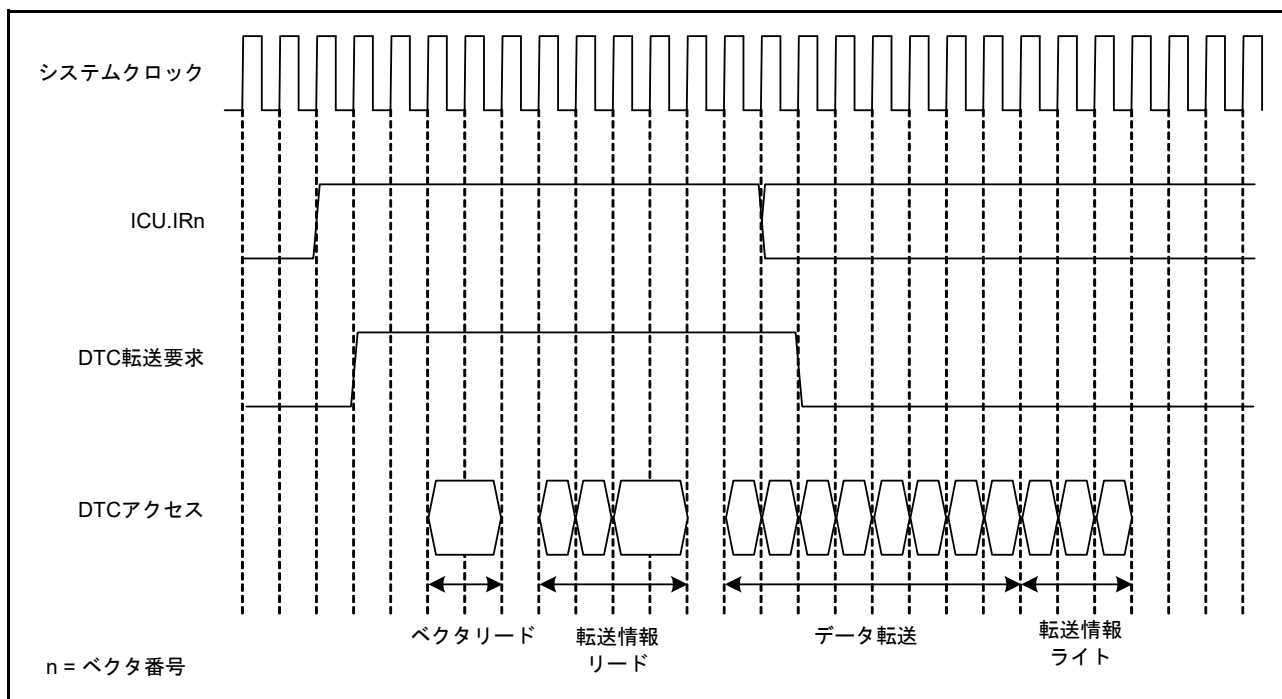 システムクロック
ICU.IRn
DTC転送要求
DTCアクセス
ベクタリード
転送情報
リード
データ転送
転送情報
ライト
n = ベクタ番号